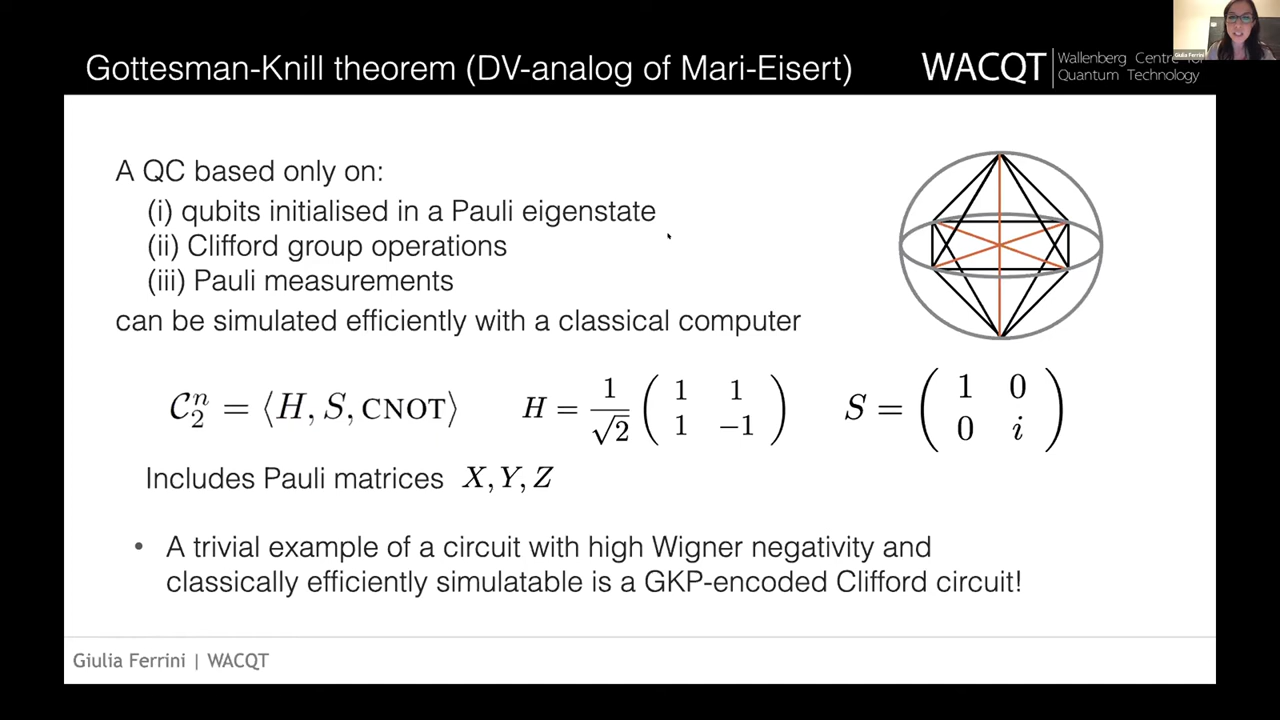 Gottesman-Knill theorem (DV-analog of Mari-Eisert)
WACQT
Wallenberg Centre for
Quantum Technology
Giulia Ferrini
A QC based only on:
(i) qubits initialised in a Pauli eigenstate
(ii) Clifford group operations
(iii) Pauli measurements
can be simulated efficiently with a classical computer
𝒞₂ⁿ = ⟨H, S, CNOT⟩ H = 1/√2 ( 1 1 ; 1 −1 ) S = ( 1 0 ; 0 i )
Includes Pauli matrices X, Y, Z
• A trivial example of a circuit with high Wigner negativity and
classically efficiently simulatable is a GKP-encoded Clifford circuit!
Giulia Ferrini | WACQT